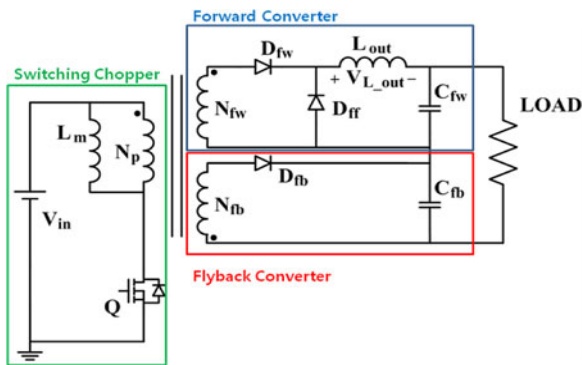 Forward Converter
D_fw
L_out
+ V_L_out −
Switching Chopper
N_fw
D_ff
C_fw
LOAD
L_m
N_p
D_fb
V_in
N_fb
C_fb
Q
Flyback Converter